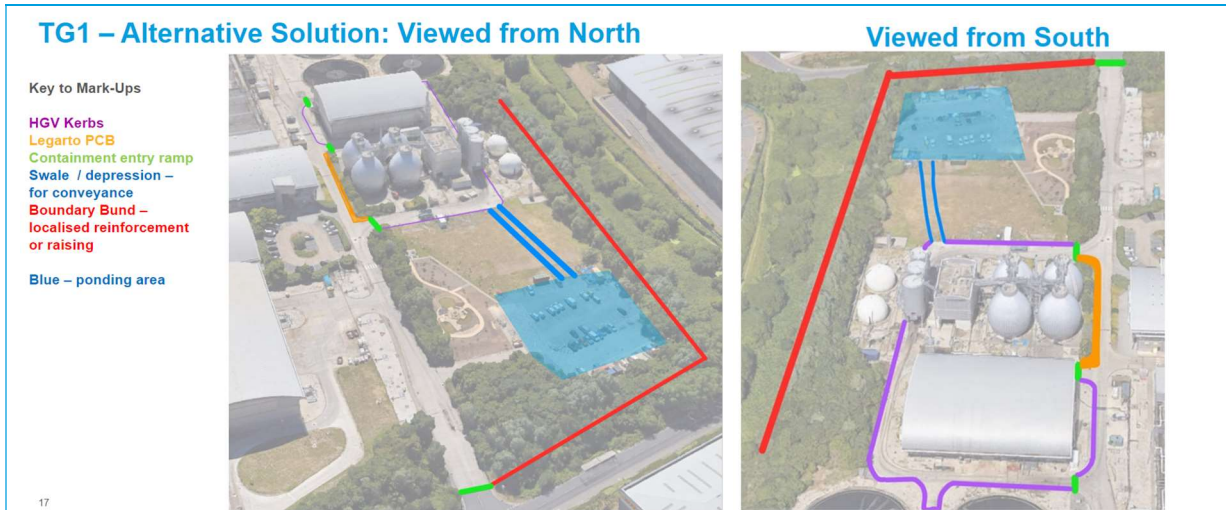 TG1 – Alternative Solution: Viewed from North
Viewed from South
Key to Mark-Ups
HGV Kerbs
Legarto PCB
Containment entry ramp
Swale / depression –
for conveyance
Boundary Bund –
localised reinforcement
or raising
Blue – ponding area
17